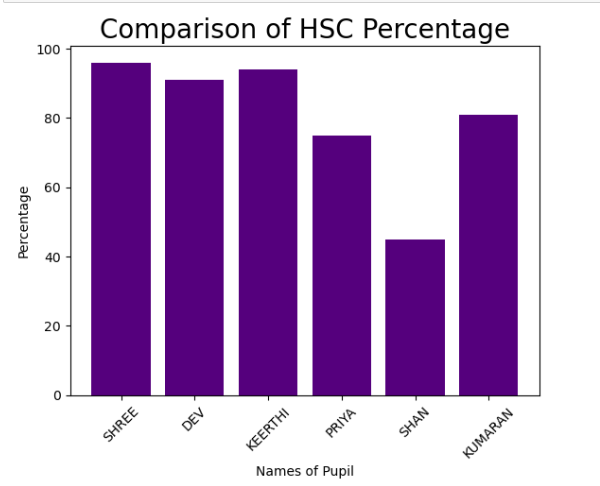 Comparison of HSC Percentage
100
80
60
40
20
0
Percentage
SHREE
DEV
KEERTHI
PRIYA
SHAN
KUMARAN
Names of Pupil